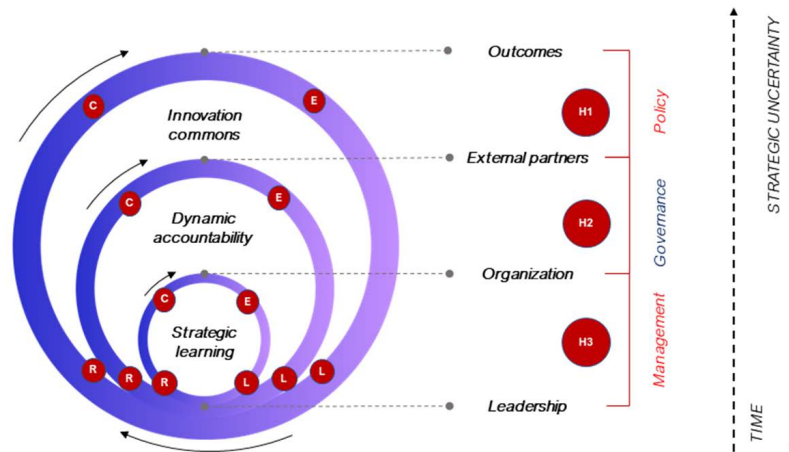 Outcomes
C
E
Innovation
commons
H1
Policy
External partners
C
E
Dynamic
accountability
H2
Governance
Organization
C
E
Strategic
learning
H3
Management
R
R
R
L
L
L
Leadership
STRATEGIC UNCERTAINTY
TIME